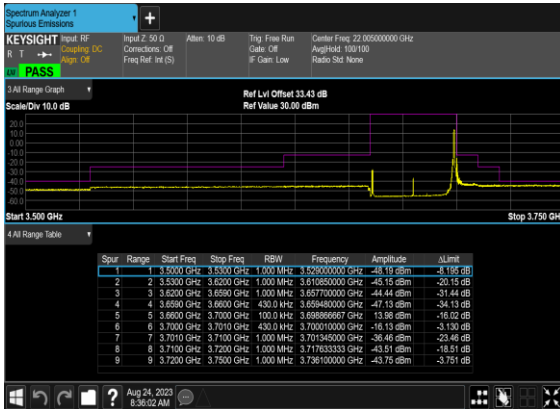 Spectrum Analyzer 1
Spurious Emissions
+
KEYSIGHT Input: RF Input Z: 50 Ω Atten: 10 dB Trig: Free Run Center Freq: 22.005000000 GHz
R T Coupling: DC Corrections: Off Gate: Off Avg|Hold: 100/100
Align: Off Freq Ref: Int (S) IF Gain: Low Radio Std: None
PASS
3 All Range Graph
Ref Lvl Offset 33.43 dB
Scale/Div 10.0 dB Ref Value 30.00 dBm
20.0
10.0
0.00
-10.0
-20.0
-30.0
-40.0
-50.0
-60.0
Start 3.500 GHz Stop 3.750 GHz
4 All Range Table
Spur Range Start Freq Stop Freq RBW Frequency Amplitude ΔLimit
1 1 3.5000 GHz 3.5300 GHz 1.000 MHz 3.529000000 GHz -48.19 dBm -8.195 dB
2 2 3.5300 GHz 3.6200 GHz 1.000 MHz 3.610850000 GHz -45.15 dBm -20.15 dB
3 3 3.6200 GHz 3.6590 GHz 1.000 MHz 3.657700000 GHz -44.44 dBm -31.44 dB
4 4 3.6590 GHz 3.6600 GHz 430.0 kHz 3.659480000 GHz -47.13 dBm -34.13 dB
5 5 3.6600 GHz 3.7000 GHz 100.0 kHz 3.698866667 GHz 13.98 dBm -16.02 dB
6 6 3.7000 GHz 3.7010 GHz 430.0 kHz 3.700010000 GHz -16.13 dBm -3.130 dB
7 7 3.7010 GHz 3.7100 GHz 1.000 MHz 3.701345000 GHz -36.46 dBm -23.46 dB
8 8 3.7100 GHz 3.7200 GHz 1.000 MHz 3.717633333 GHz -43.51 dBm -18.51 dB
9 9 3.7200 GHz 3.7500 GHz 1.000 MHz 3.736100000 GHz -43.75 dBm -3.751 dB
? Aug 24, 2023
8:36:02 AM